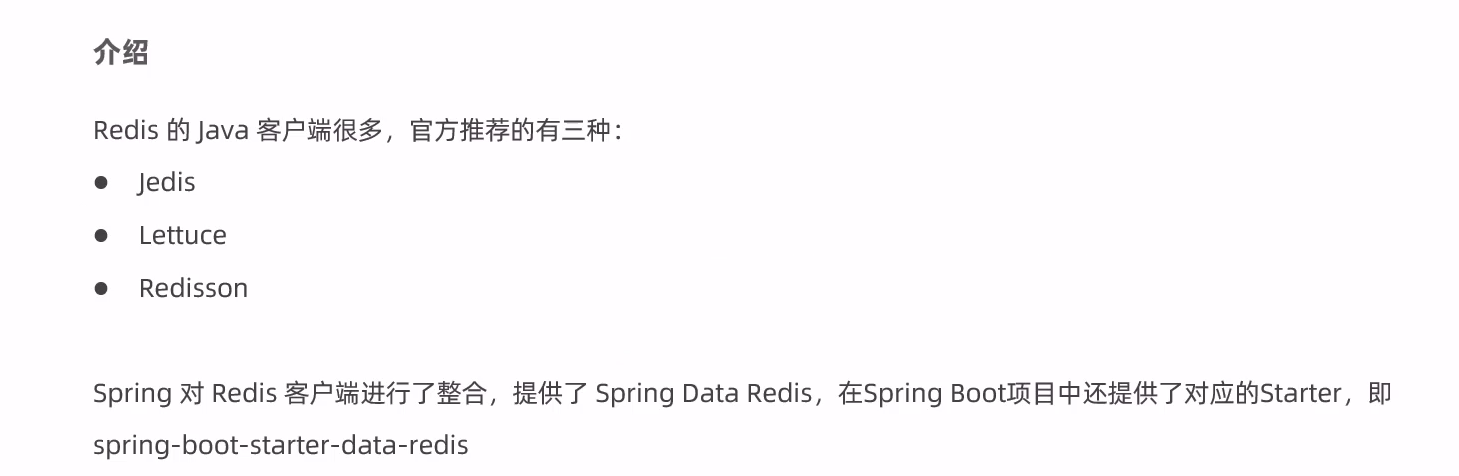 介绍
Redis 的 Java 客户端很多，官方推荐的有三种：
● Jedis
● Lettuce
● Redisson
Spring 对 Redis 客户端进行了整合，提供了 Spring Data Redis，在Spring Boot项目中还提供了对应的Starter，即
spring-boot-starter-data-redis